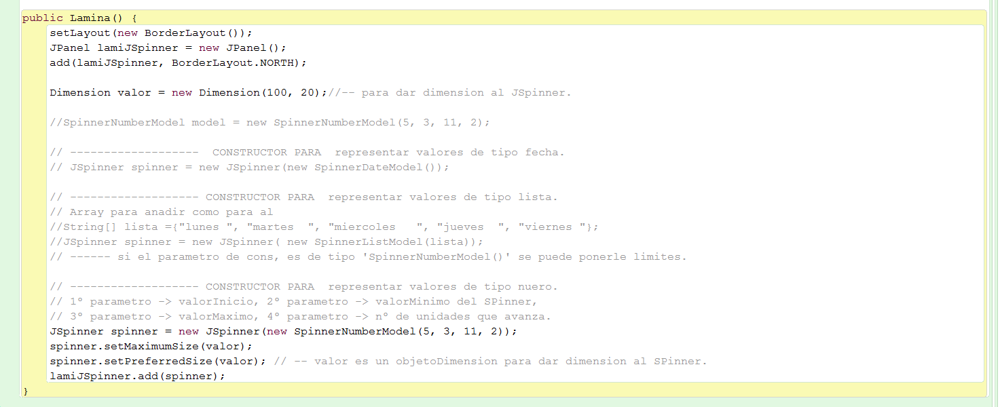 public Lamina() {
setLayout(new BorderLayout());
JPanel lamiJSpinner = new JPanel();
add(lamiJSpinner, BorderLayout.NORTH);
Dimension valor = new Dimension(100, 20);//-- para dar dimension al JSpinner.
//SpinnerNumberModel model = new SpinnerNumberModel(5, 3, 11, 2);
// -------------------  CONSTRUCTOR PARA  representar valores de tipo fecha.
// JSpinner spinner = new JSpinner(new SpinnerDateModel());
// ------------------- CONSTRUCTOR PARA  representar valores de tipo lista.
// Array para anadir como para al
//String[] lista ={"lunes ", "martes  ", "miercoles   ", "jueves  ", "viernes "};
//JSpinner spinner = new JSpinner( new SpinnerListModel(lista));
// ------ si el parametro de cons, es de tipo 'SpinnerNumberModel()' se puede ponerle limites.
// ------------------- CONSTRUCTOR PARA  representar valores de tipo nuero.
// 1º parametro -> valorInicio, 2º parametro -> valorMinimo del SPinner,
// 3º parametro -> valorMaximo, 4º parametro -> nº de unidades que avanza.
JSpinner spinner = new JSpinner(new SpinnerNumberModel(5, 3, 11, 2));
spinner.setMaximumSize(valor);
spinner.setPreferredSize(valor); // -- valor es un objetoDimension para dar dimension al SPinner.
lamiJSpinner.add(spinner);
}